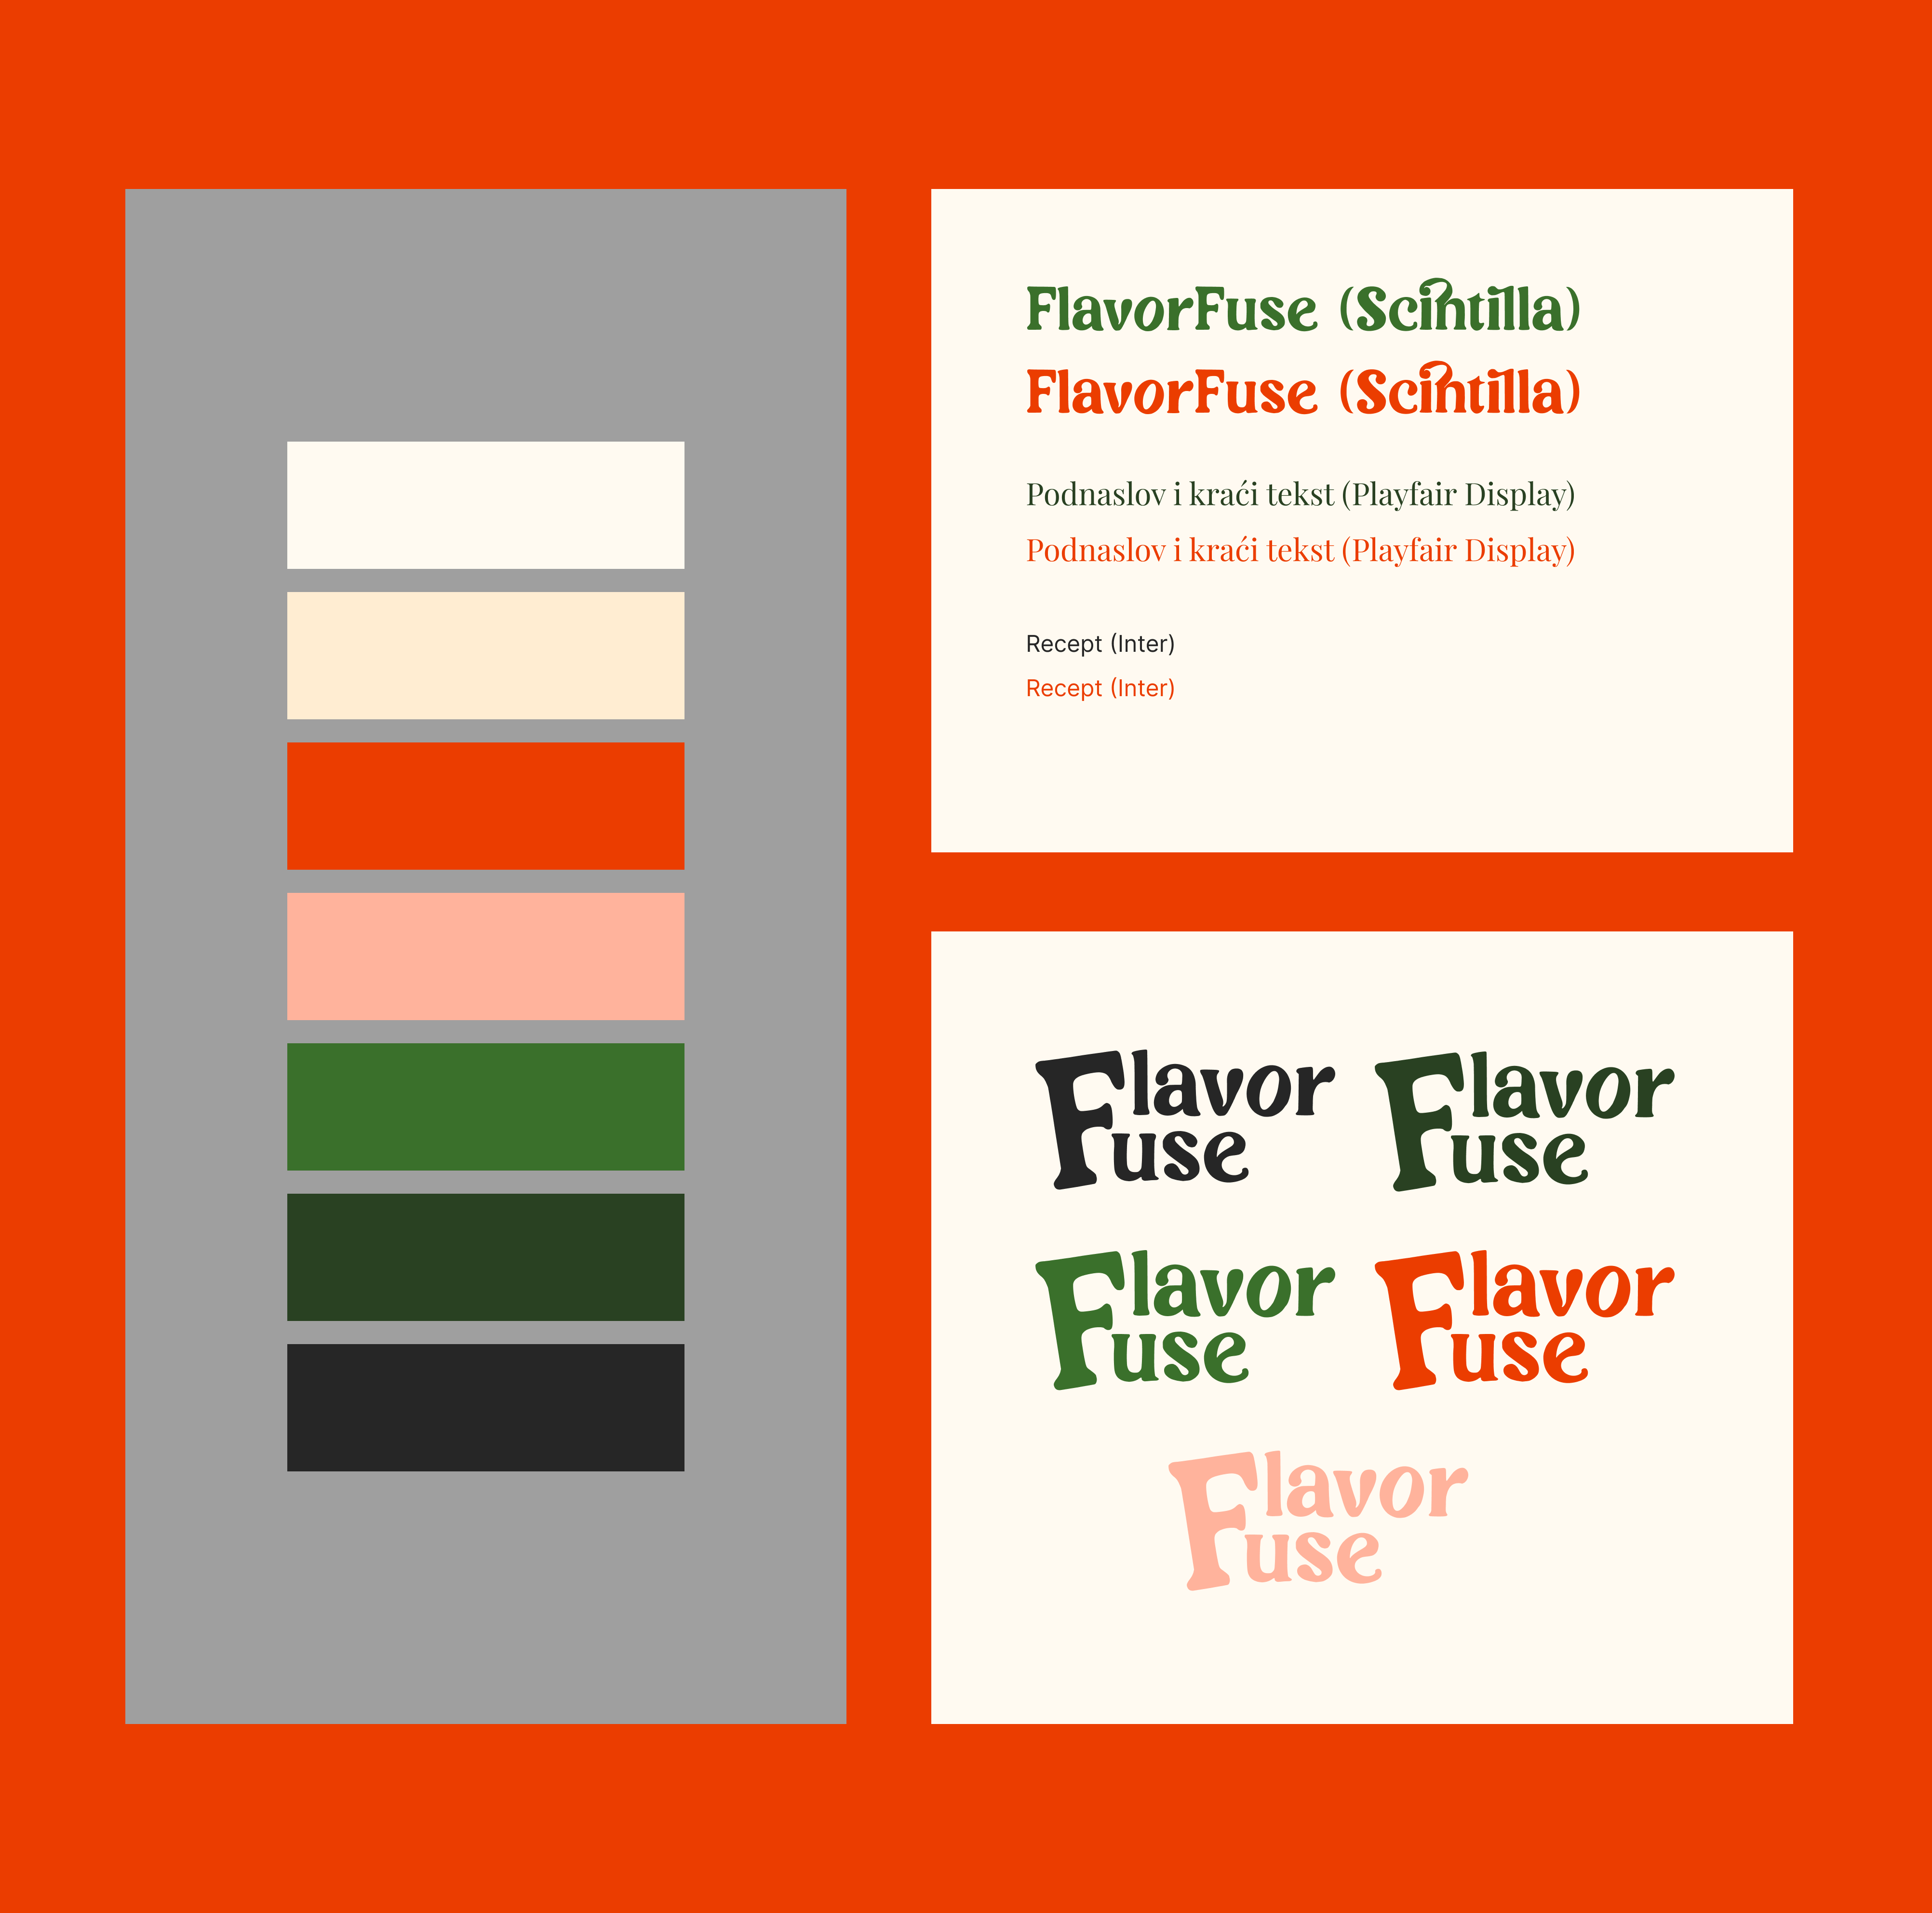 FlavorFuse (Scintilla)
FlavorFuse (Scintilla)
Podnaslov i kraći tekst (Playfair Display)
Podnaslov i kraći tekst (Playfair Display)
Recept (Inter)
Recept (Inter)
Flavor
Fuse
Flavor
Fuse
Flavor
Fuse
Flavor
Fuse
Flavor
Fuse